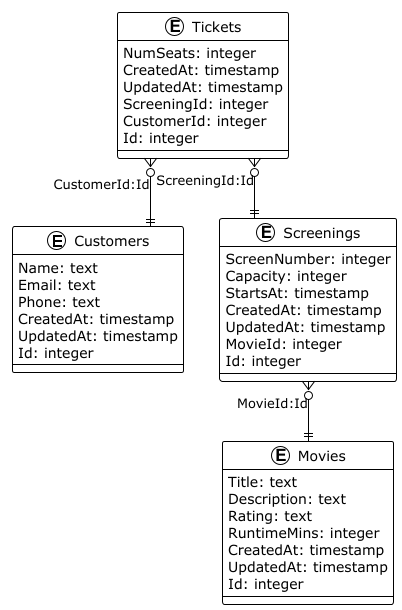 E Tickets
NumSeats: integer
CreatedAt: timestamp
UpdatedAt: timestamp
ScreeningId: integer
CustomerId: integer
Id: integer
CustomerId:Id
ScreeningId:Id
E Customers
Name: text
Email: text
Phone: text
CreatedAt: timestamp
UpdatedAt: timestamp
Id: integer
E Screenings
ScreenNumber: integer
Capacity: integer
StartsAt: timestamp
CreatedAt: timestamp
UpdatedAt: timestamp
MovieId: integer
Id: integer
MovieId:Id
E Movies
Title: text
Description: text
Rating: text
RuntimeMins: integer
CreatedAt: timestamp
UpdatedAt: timestamp
Id: integer